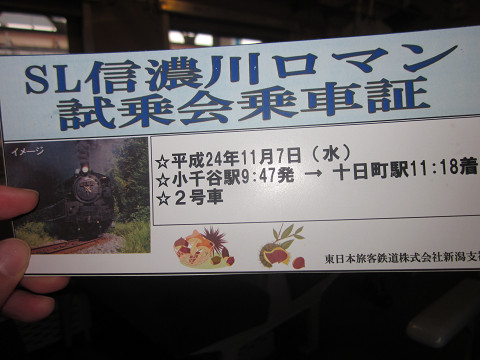 SL信濃川ロマン
試乗会乗車証
イメージ
☆平成24年11月7日(水)
☆小千谷駅9:47発 → 十日町駅11:18着
☆2号車
東日本旅客鉄道株式会社新潟支社